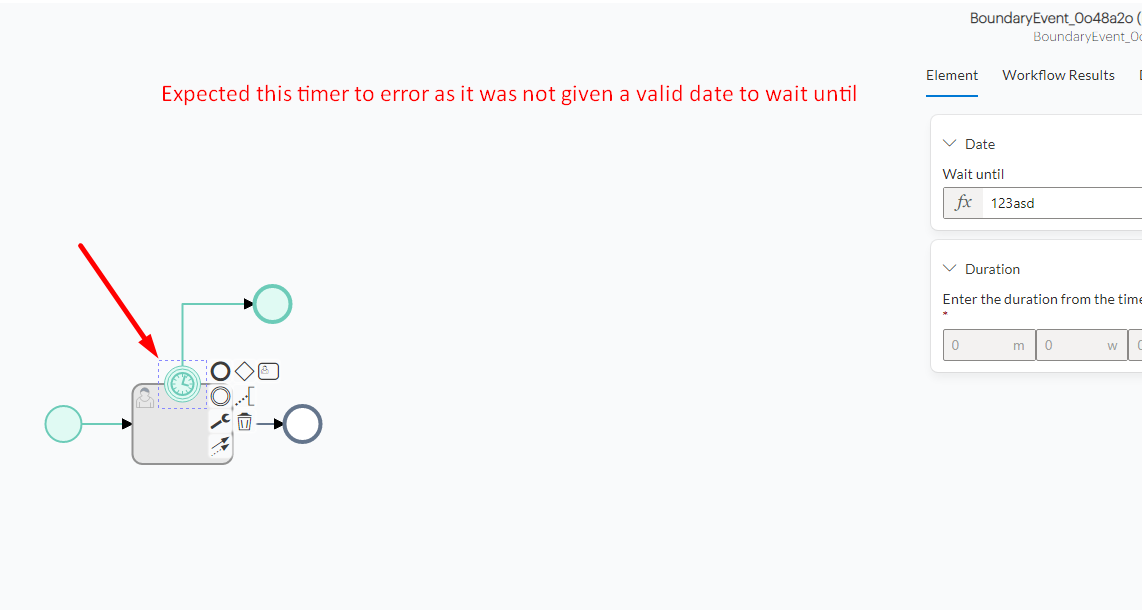 BoundaryEvent_0o48a2o (
BoundaryEvent_0
Element Workflow Results
Expected this timer to error as it was not given a valid date to wait until
Date
Wait until
fx 123asd
Duration
Enter the duration from the time
*
0 m 0 w 0